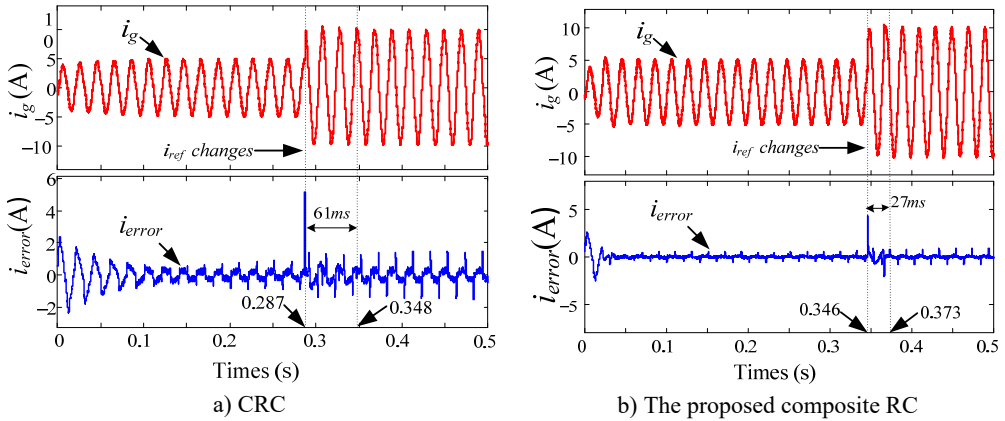 1
0
5
0
−5
−10
i_g (A)
i_g
i_ref changes
6
4
2
0
−2
i_error(A)
i_error
61ms
0.287
0.348
0
0.1
0.2
0.3
0.4
0.5
Times (s)
a) CRC
10
5
0
−5
−10
i_g (A)
i_g
i_ref changes
5
0
−5
i_error(A)
i_error
27ms
0.346
0.373
0
0.1
0.2
0.3
0.4
0.5
Times (s)
b) The proposed composite RC